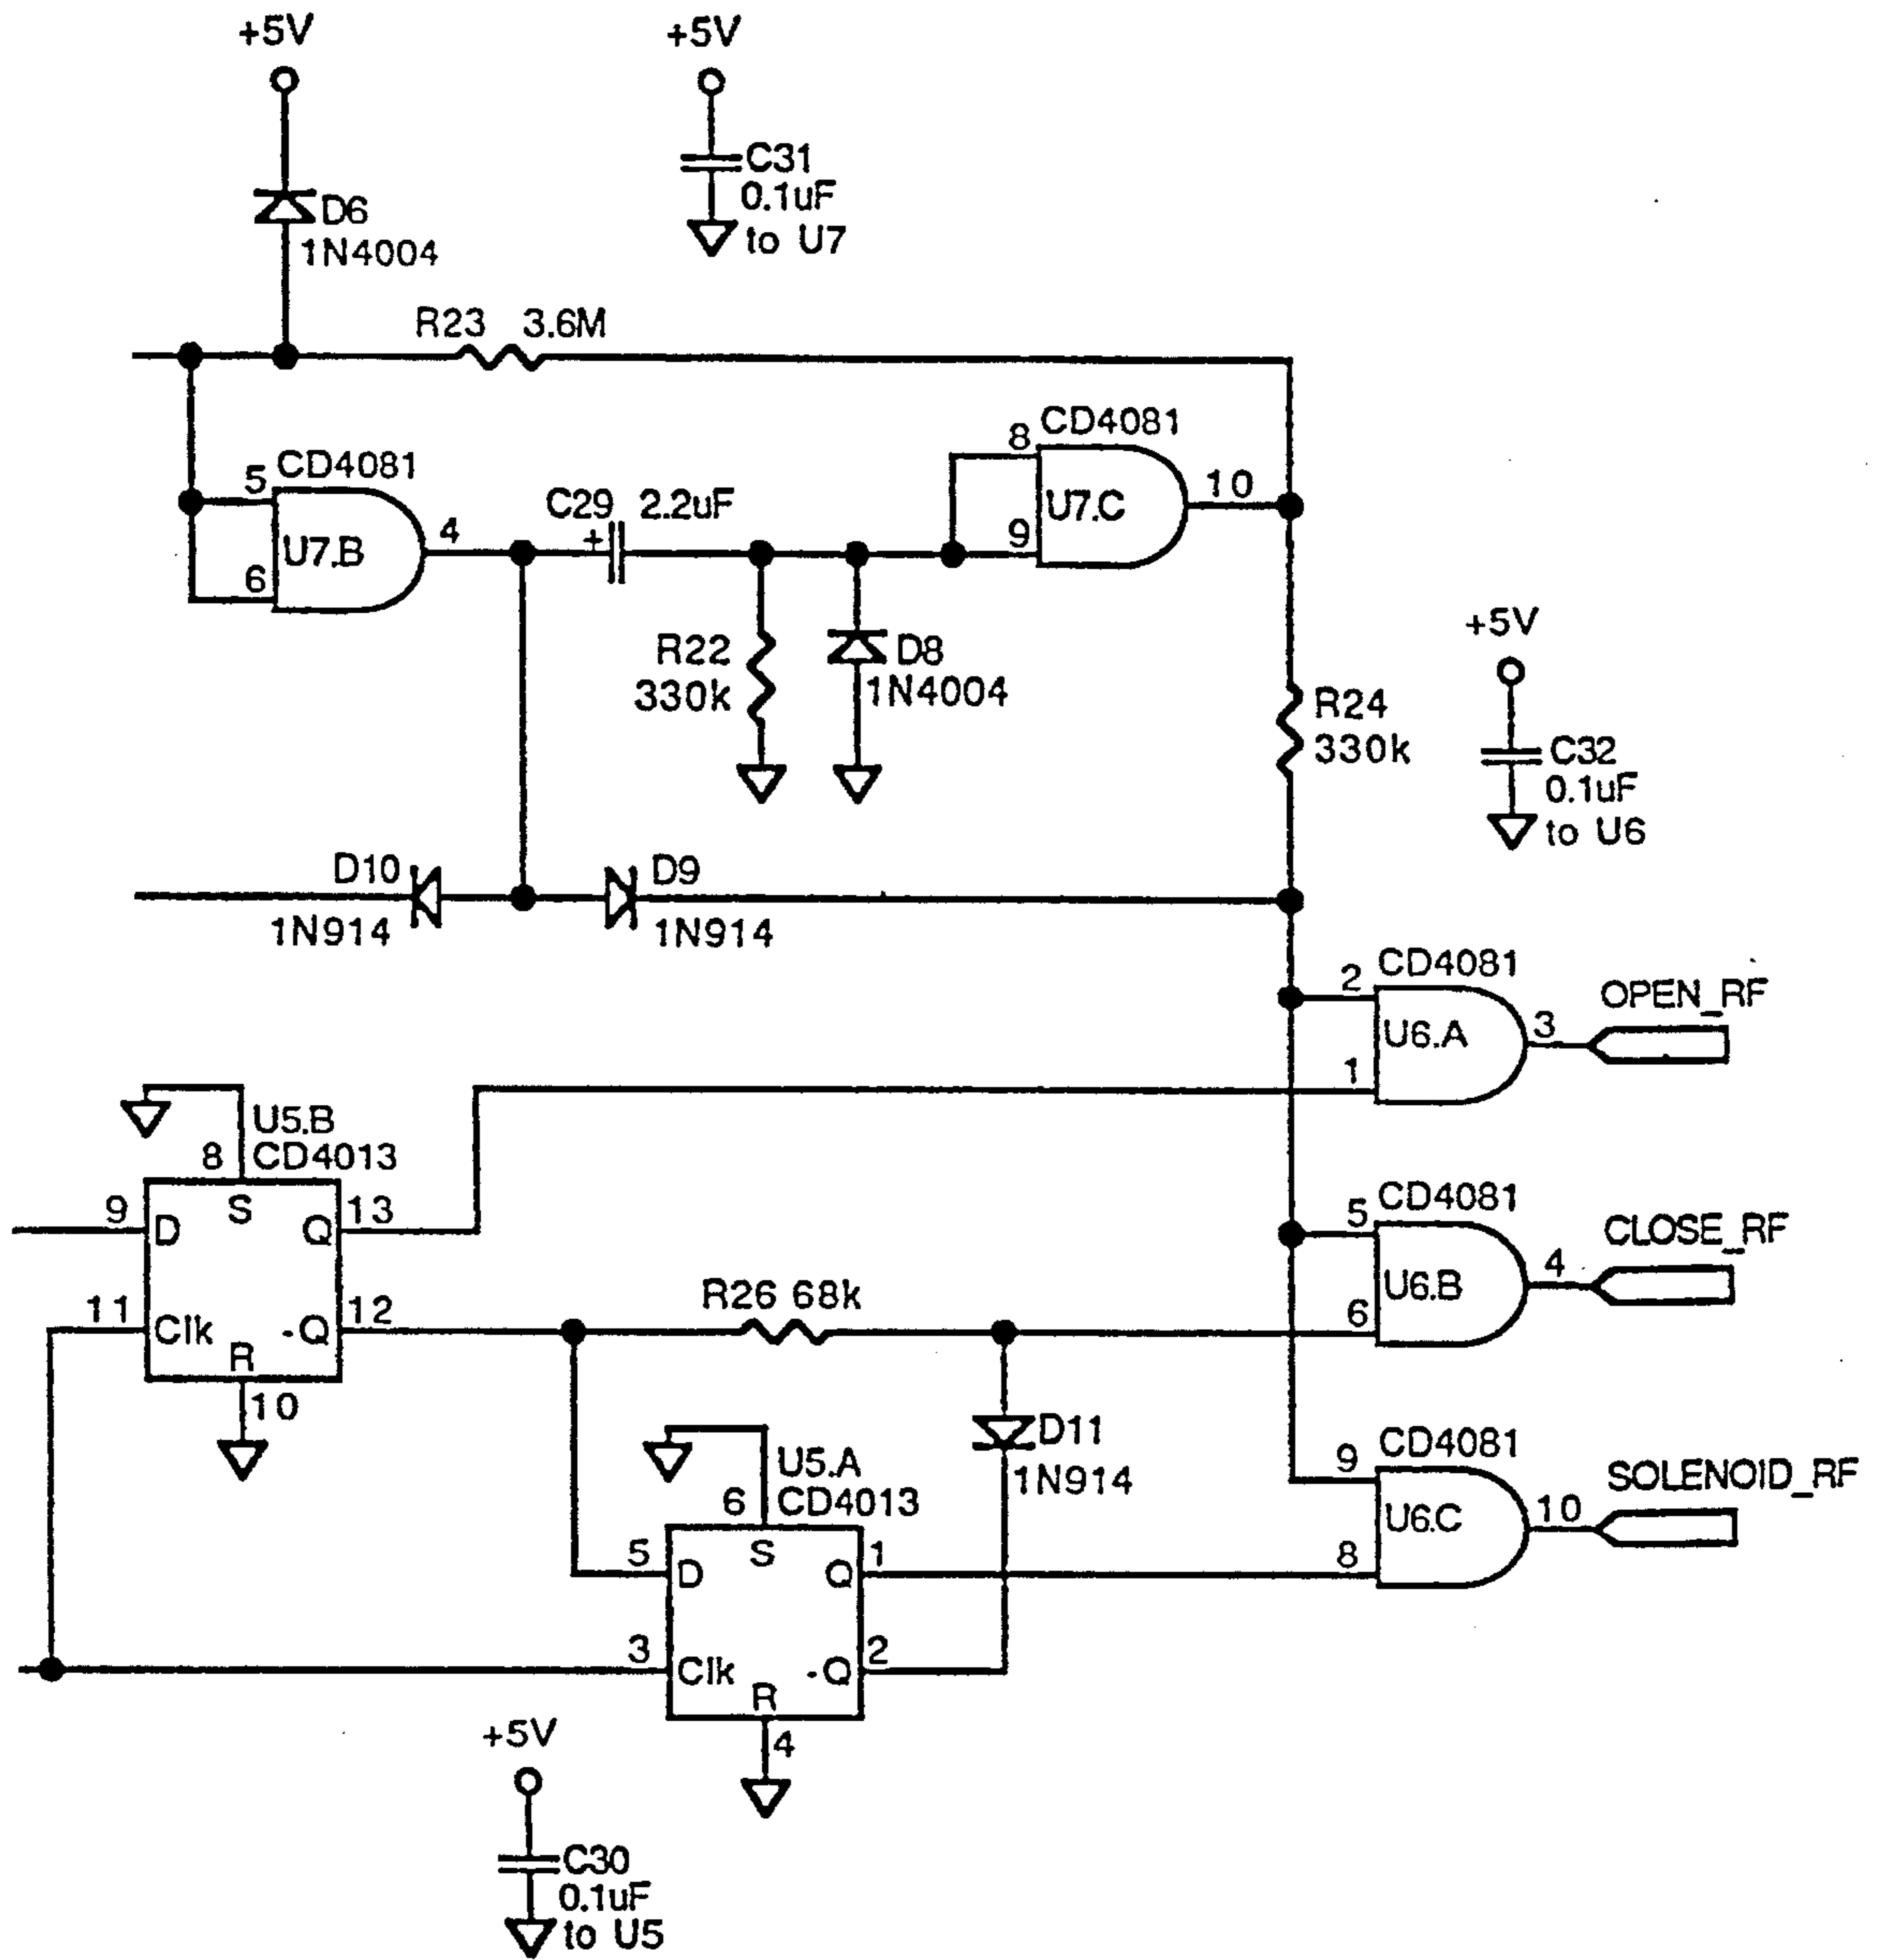 +5V
+5V
C31
0.1uF
to U7
D6
1N4004
R23 3.6M
CD4081
8
10
U7.C
9
CD4081
5
4
U7.B
6
C29 2.2uF
+
R22
330k
D8
1N4004
+5V
R24
330k
C32
0.1uF
to U6
D10
1N914
D9
1N914
CD4081
2
OPEN_RF
U6.A
3
1
U5.B
CD4013
8
9
D
S
Q
13
11
Clk
-Q
12
R
10
CD4081
5
CLOSE_RF
U6.B
4
6
R26 68k
D11
1N914
U5.A
CD4013
6
5
D
S
Q
1
3
Clk
-Q
2
R
4
CD4081
9
SOLENOID_RF
U6.C
10
8
+5V
C30
0.1uF
to U5